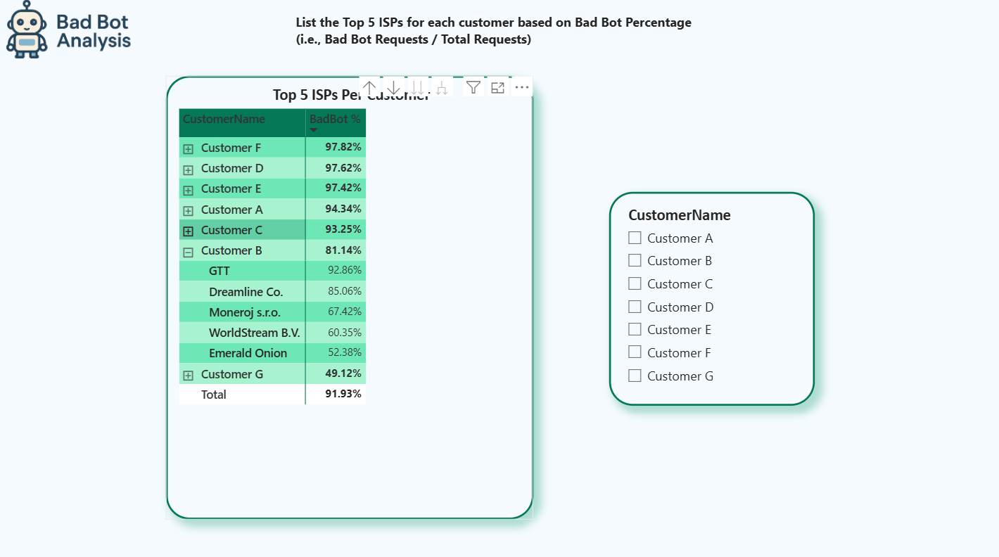 Bad Bot
Analysis
List the Top 5 ISPs for each customer based on Bad Bot Percentage
(i.e., Bad Bot Requests / Total Requests)
Top 5 ISPs Per Customer
CustomerName BadBot %
Customer F 97.82%
Customer D 97.62%
Customer E 97.42%
Customer A 94.34%
Customer C 93.25%
Customer B 81.14%
GTT 92.86%
Dreamline Co. 85.06%
Moneroj s.r.o. 67.42%
WorldStream B.V. 60.35%
Emerald Onion 52.38%
Customer G 49.12%
Total 91.93%
CustomerName
Customer A
Customer B
Customer C
Customer D
Customer E
Customer F
Customer G